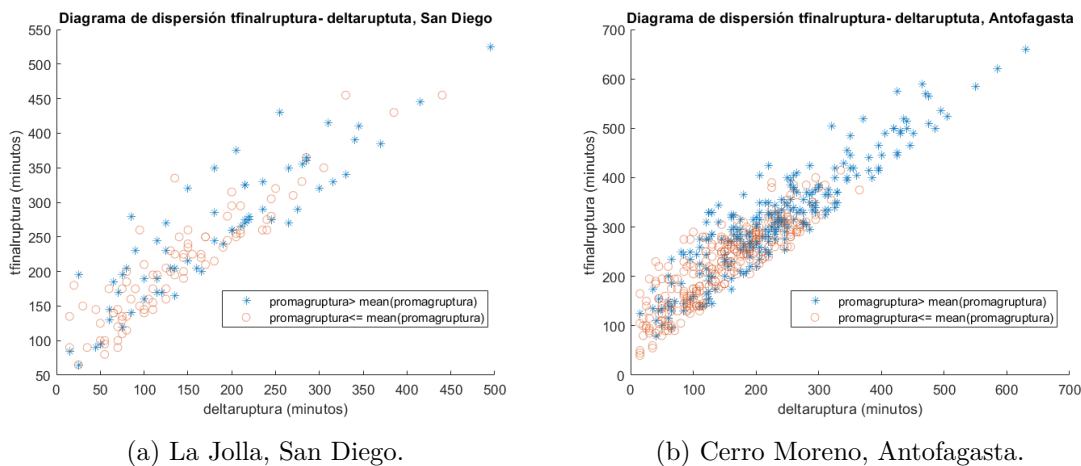 Diagrama de dispersión tfinalruptura- deltaruptuta, San Diego
550
500
450
400
350
300
250
200
150
100
50
tfinalruptura (minutos)
promagruptura> mean(promagruptura)
promagruptura<= mean(promagruptura)
0 50 100 150 200 250 300 350 400 450 500
deltaruptura (minutos)
(a) La Jolla, San Diego.
Diagrama de dispersión tfinalruptura- deltaruptuta, Antofagasta
700
600
500
400
300
200
100
0
tfinalruptura (minutos)
promagruptura> mean(promagruptura)
promagruptura<= mean(promagruptura)
0 100 200 300 400 500 600 700
deltaruptura (minutos)
(b) Cerro Moreno, Antofagasta.